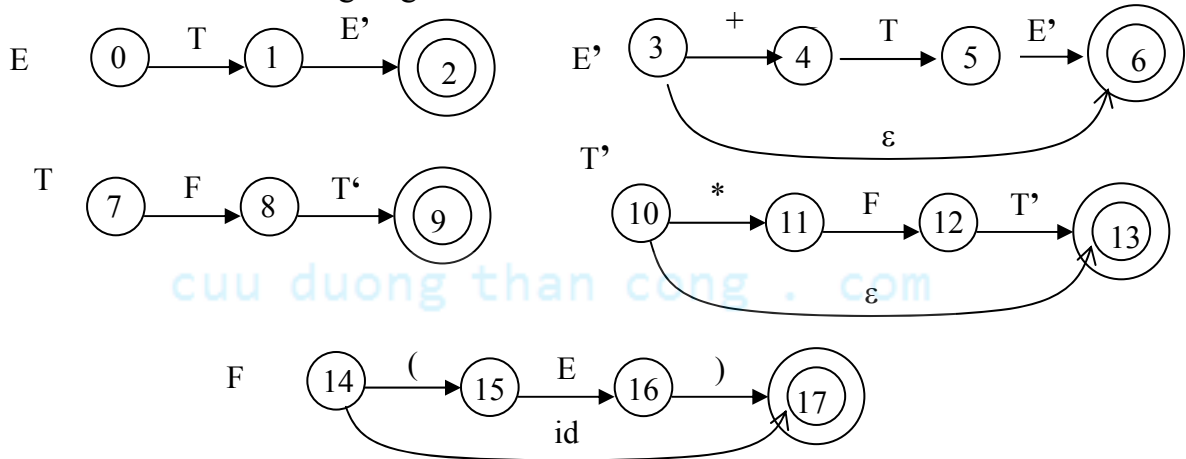 E 0 T 1 E’ 2
E’ 3 + 4 T 5 E’ 6
ε
T 7 F 8 T‘ 9
T’ 10 * 11 F 12 T’ 13
ε
cuu duong than cong . com
F 14 ( 15 E 16 ) 17
id